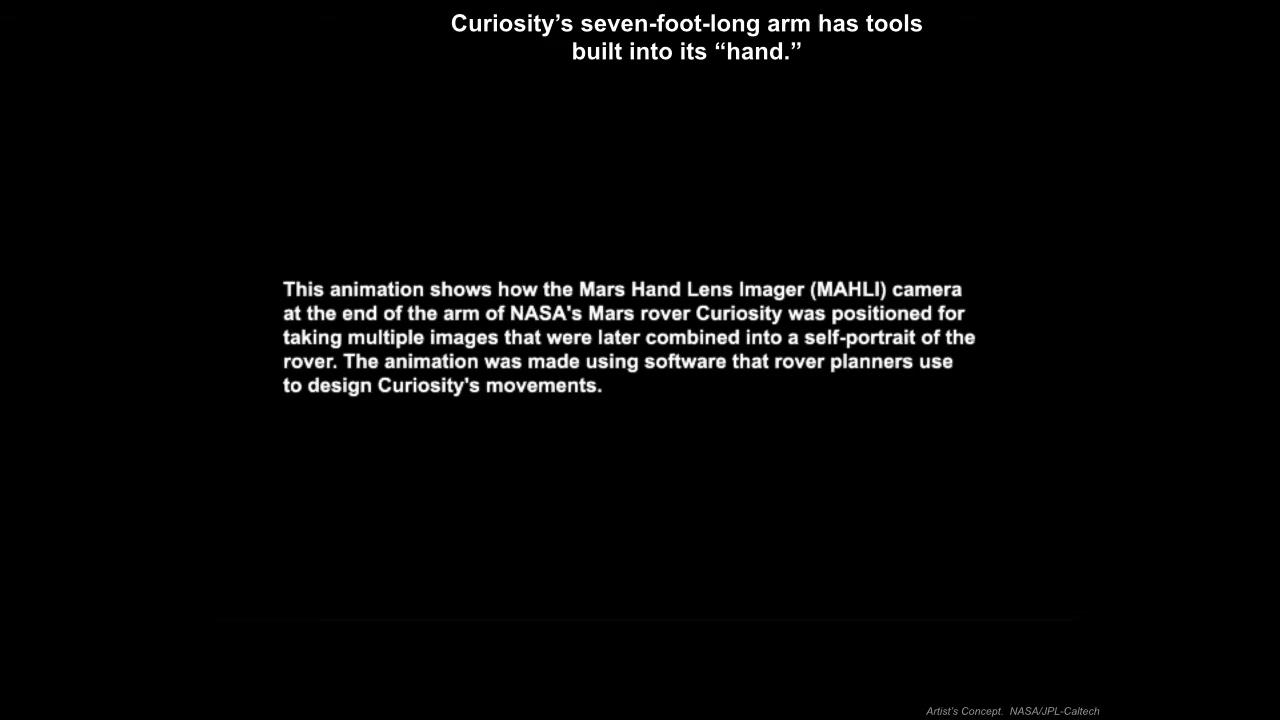 Curiosity’s seven-foot-long arm has tools
built into its “hand.”
This animation shows how the Mars Hand Lens Imager (MAHLI) camera
at the end of the arm of NASA's Mars rover Curiosity was positioned for
taking multiple images that were later combined into a self-portrait of the
rover. The animation was made using software that rover planners use
to design Curiosity's movements.
Artist’s Concept. NASA/JPL-Caltech